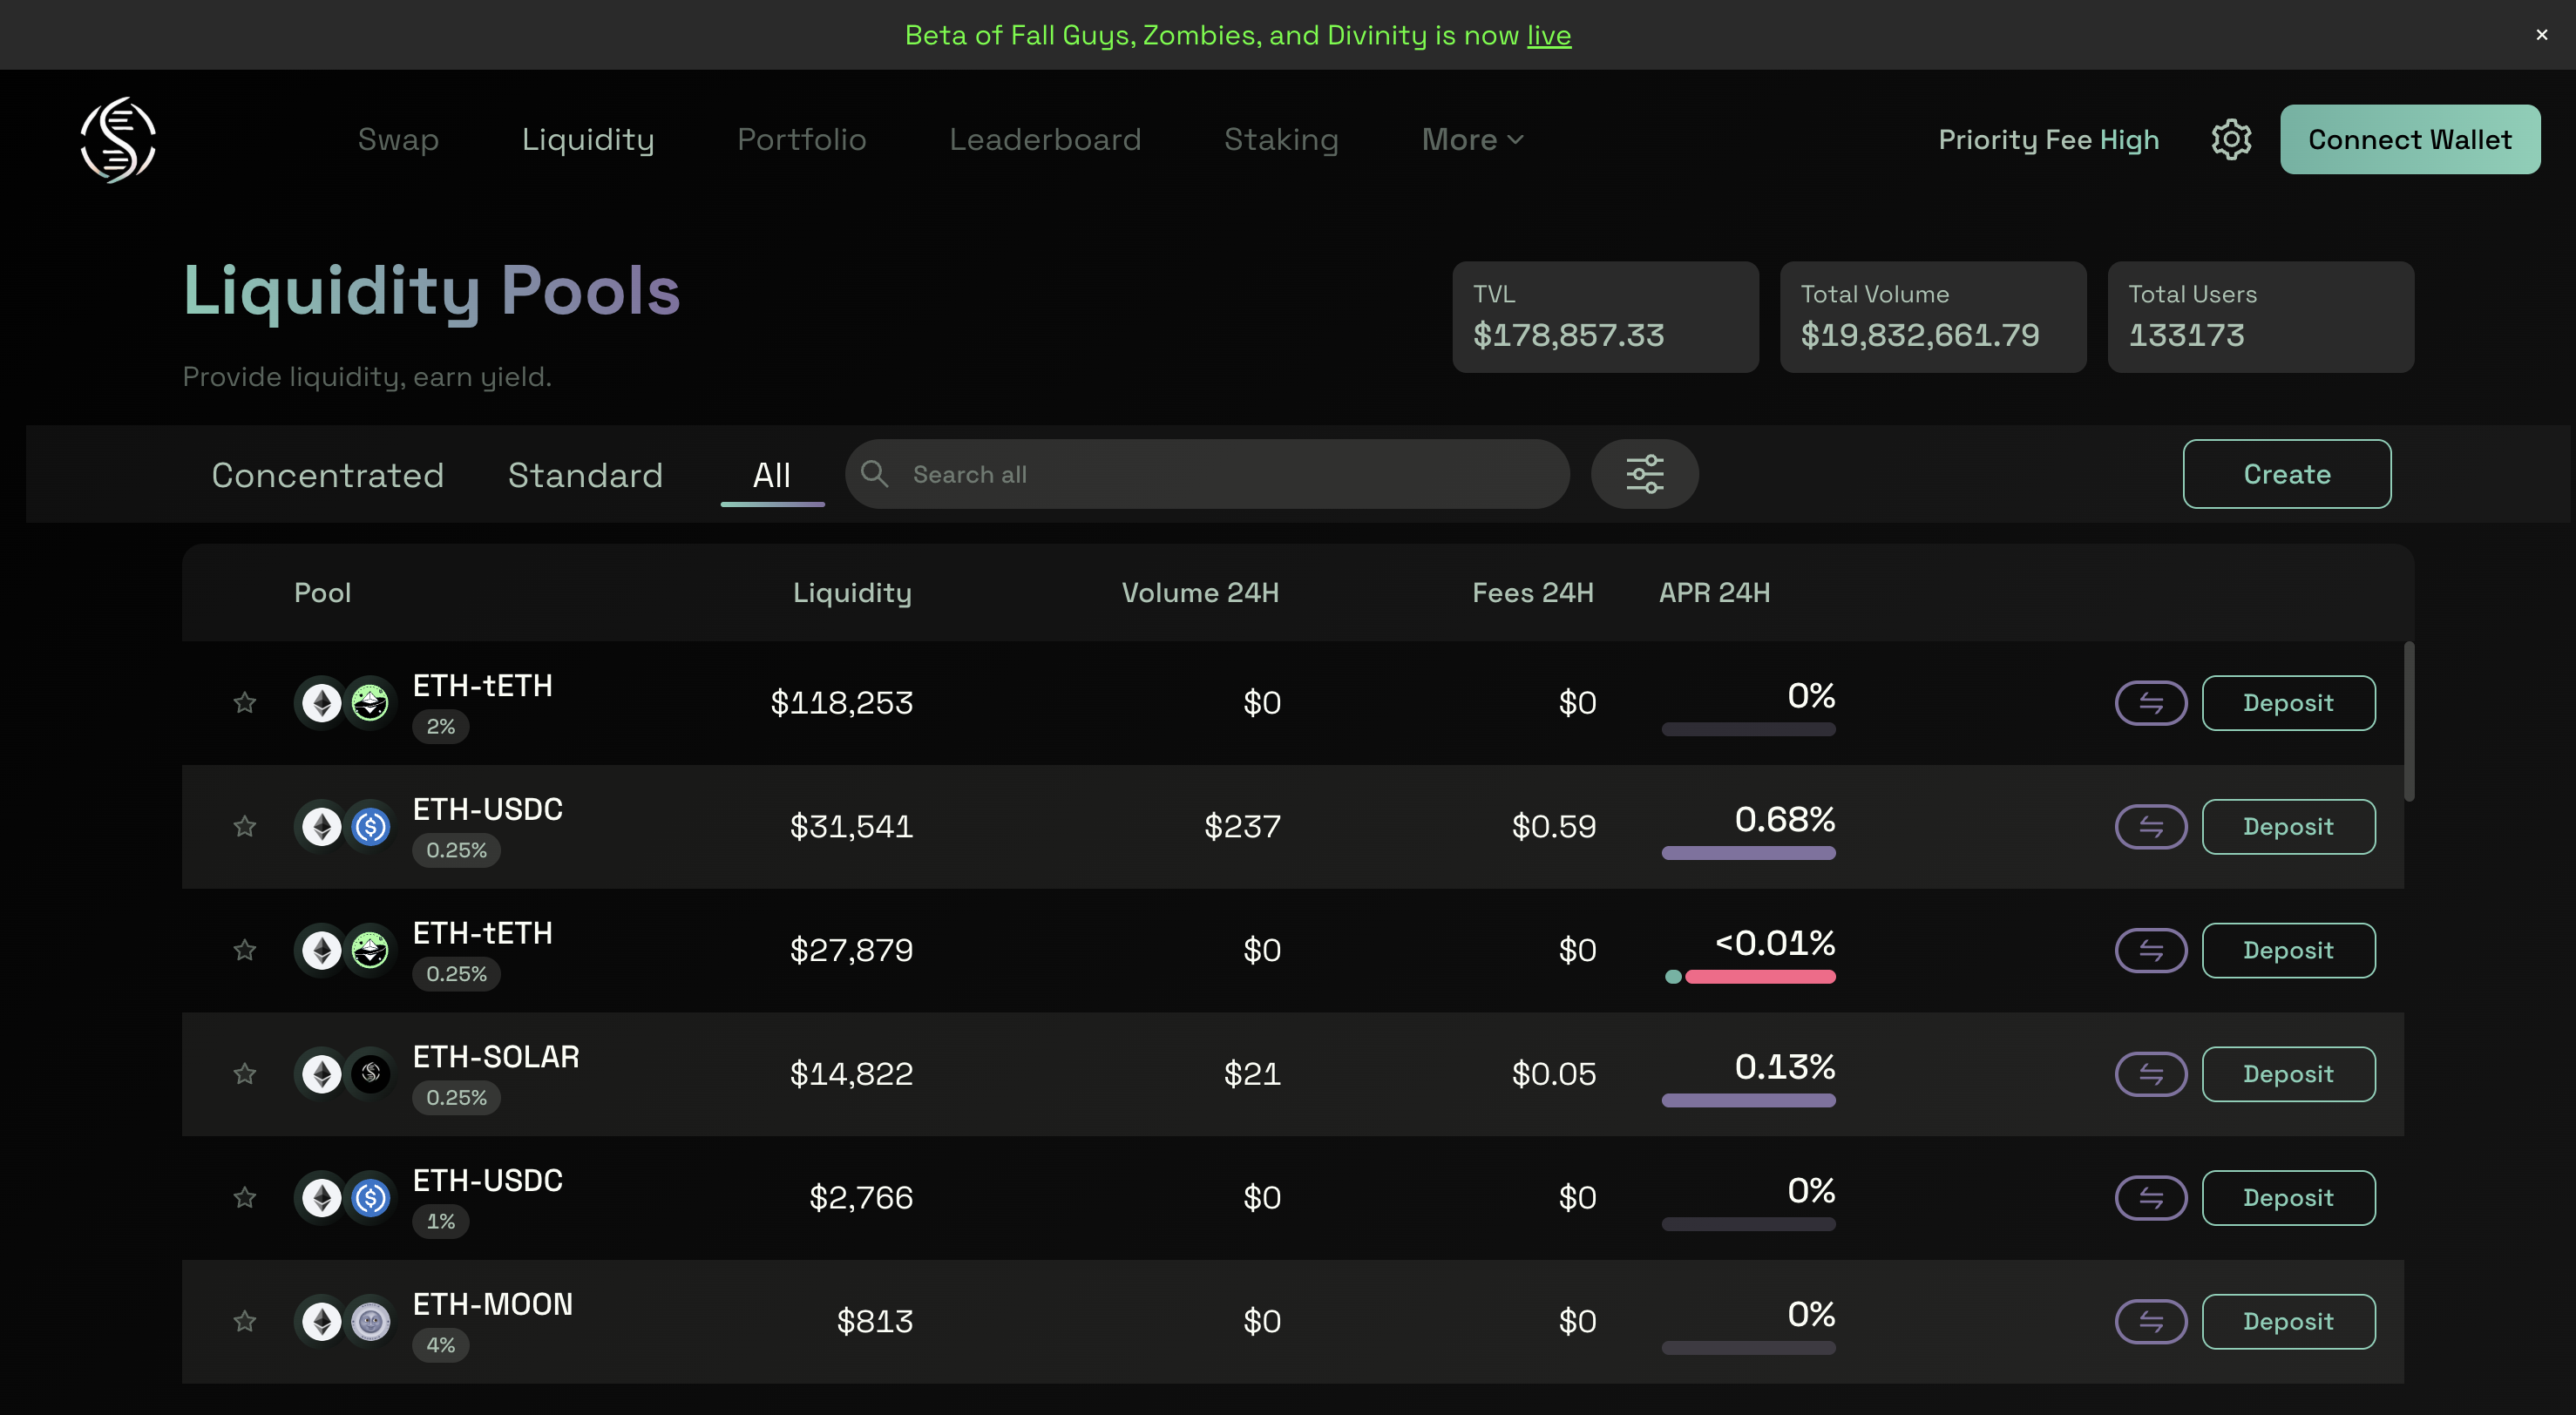 Beta of Fall Guys, Zombies, and Divinity is now live
×
Swap Liquidity Portfolio Leaderboard Staking More Priority Fee High Connect Wallet
Liquidity Pools
Provide liquidity, earn yield.
TVL
$178,857.33
Total Volume
$19,832,661.79
Total Users
133173
Concentrated Standard All Search all Create
Pool Liquidity Volume 24H Fees 24H APR 24H
ETH-tETH
2%
$118,253 $0 $0 0% Deposit
ETH-USDC
0.25%
$31,541 $237 $0.59 0.68% Deposit
ETH-tETH
0.25%
$27,879 $0 $0 <0.01% Deposit
ETH-SOLAR
0.25%
$14,822 $21 $0.05 0.13% Deposit
ETH-USDC
1%
$2,766 $0 $0 0% Deposit
ETH-MOON
4%
$813 $0 $0 0% Deposit